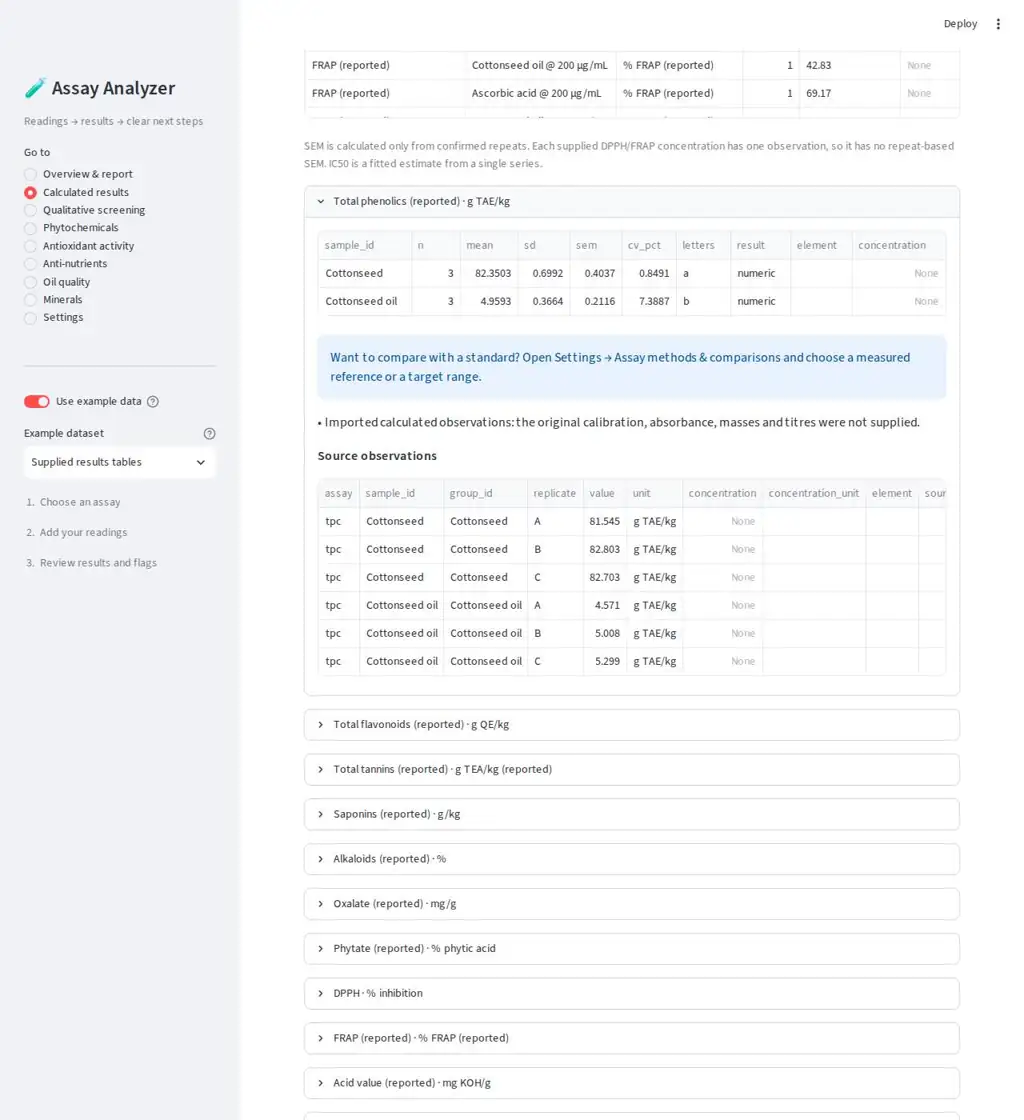 Deploy
🧪 Assay Analyzer
Readings → results → clear next steps
Go to
Overview & report
Calculated results
Qualitative screening
Phytochemicals
Antioxidant activity
Anti-nutrients
Oil quality
Minerals
Settings
Use example data
Example dataset
Supplied results tables
1. Choose an assay
2. Add your readings
3. Review results and flags
FRAP (reported) Cottonseed oil @ 200 µg/mL % FRAP (reported) 1 42.83 None
FRAP (reported) Ascorbic acid @ 200 µg/mL % FRAP (reported) 1 69.17 None
SEM is calculated only from confirmed repeats. Each supplied DPPH/FRAP concentration has one observation, so it has no repeat-based
SEM. IC50 is a fitted estimate from a single series.
Total phenolics (reported) · g TAE/kg
sample_id n mean sd sem cv_pct letters result element concentration
Cottonseed 3 82.3503 0.6992 0.4037 0.8491 a numeric None
Cottonseed oil 3 4.9593 0.3664 0.2116 7.3887 b numeric None
Want to compare with a standard? Open Settings → Assay methods & comparisons and choose a measured
reference or a target range.
• Imported calculated observations: the original calibration, absorbance, masses and titres were not supplied.
Source observations
assay sample_id group_id replicate value unit concentration concentration_unit element sour
tpc Cottonseed Cottonseed A 81.545 g TAE/kg None
tpc Cottonseed Cottonseed B 82.803 g TAE/kg None
tpc Cottonseed Cottonseed C 82.703 g TAE/kg None
tpc Cottonseed oil Cottonseed oil A 4.571 g TAE/kg None
tpc Cottonseed oil Cottonseed oil B 5.008 g TAE/kg None
tpc Cottonseed oil Cottonseed oil C 5.299 g TAE/kg None
Total flavonoids (reported) · g QE/kg
Total tannins (reported) · g TEA/kg (reported)
Saponins (reported) · g/kg
Alkaloids (reported) · %
Oxalate (reported) · mg/g
Phytate (reported) · % phytic acid
DPPH · % inhibition
FRAP (reported) · % FRAP (reported)
Acid value (reported) · mg KOH/g